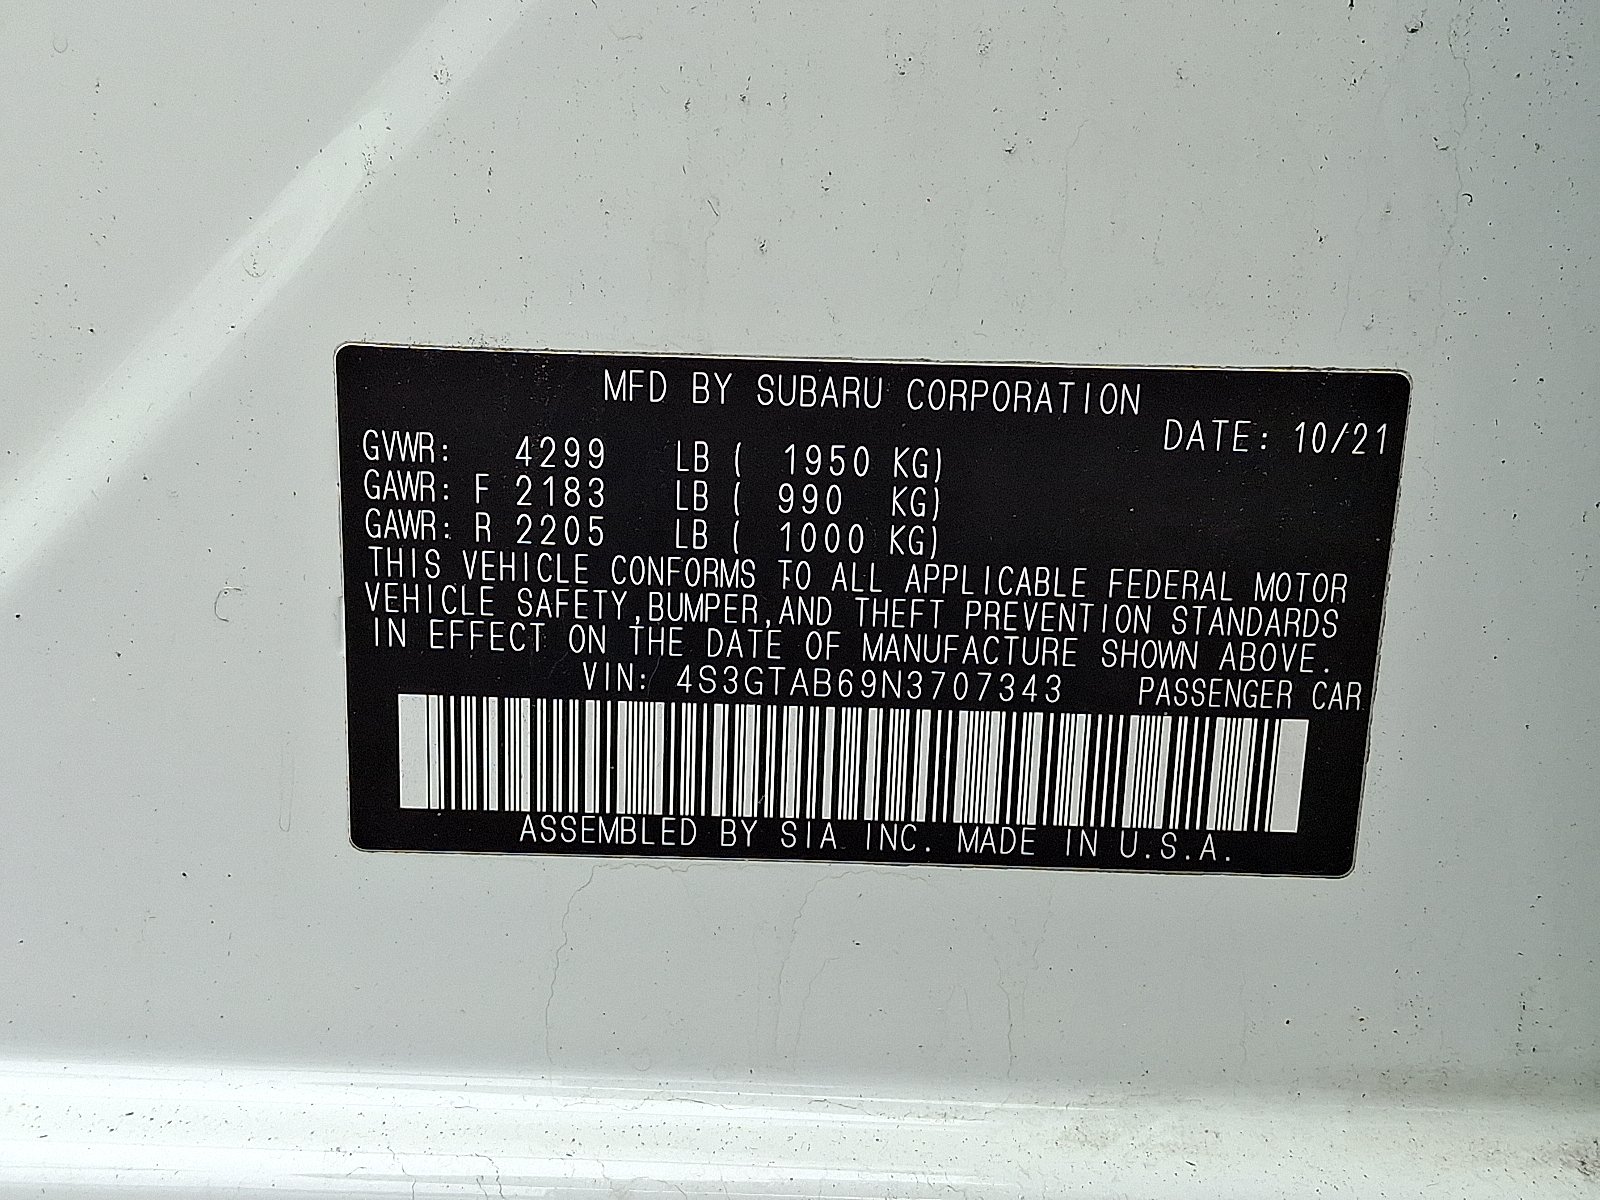 MFD BY SUBARU CORPORATION
DATE: 10/21
GVWR: 4299 LB ( 1950 KG)
GAWR: F 2183 LB ( 990 KG)
GAWR: R 2205 LB ( 1000 KG)
THIS VEHICLE CONFORMS TO ALL APPLICABLE FEDERAL MOTOR
VEHICLE SAFETY,BUMPER,AND THEFT PREVENTION STANDARDS
IN EFFECT ON THE DATE OF MANUFACTURE SHOWN ABOVE.
VIN: 4S3GTAB69N3707343 PASSENGER CAR
ASSEMBLED BY SIA INC. MADE IN U.S.A.